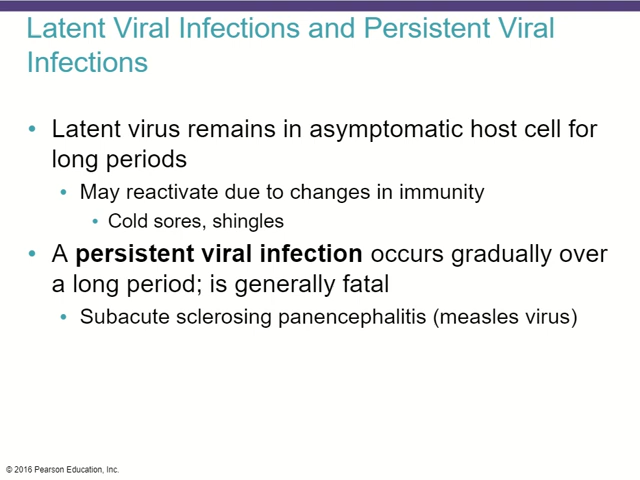 Latent Viral Infections and Persistent Viral
Infections
• Latent virus remains in asymptomatic host cell for
long periods
• May reactivate due to changes in immunity
• Cold sores, shingles
• A persistent viral infection occurs gradually over
a long period; is generally fatal
• Subacute sclerosing panencephalitis (measles virus)
© 2016 Pearson Education, Inc.